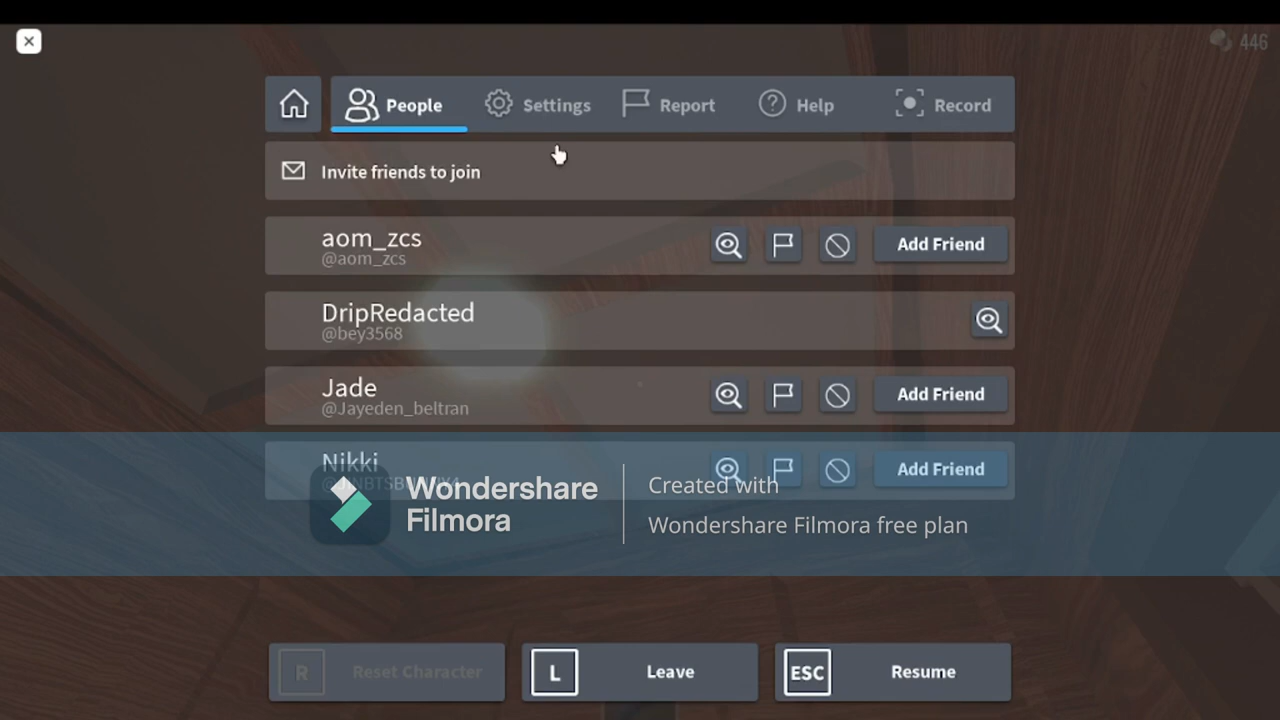 446
People
Settings
Report
Help
Record
Invite friends to join
aom_zcs
@aom_zcs
Add Friend
DripRedacted
@bey3568
Jade
@Jayeden_beltran
Add Friend
Nikki
Add Friend
Wondershare
Filmora
Created with
Wondershare Filmora free plan
R
Reset Character
L
Leave
ESC
Resume